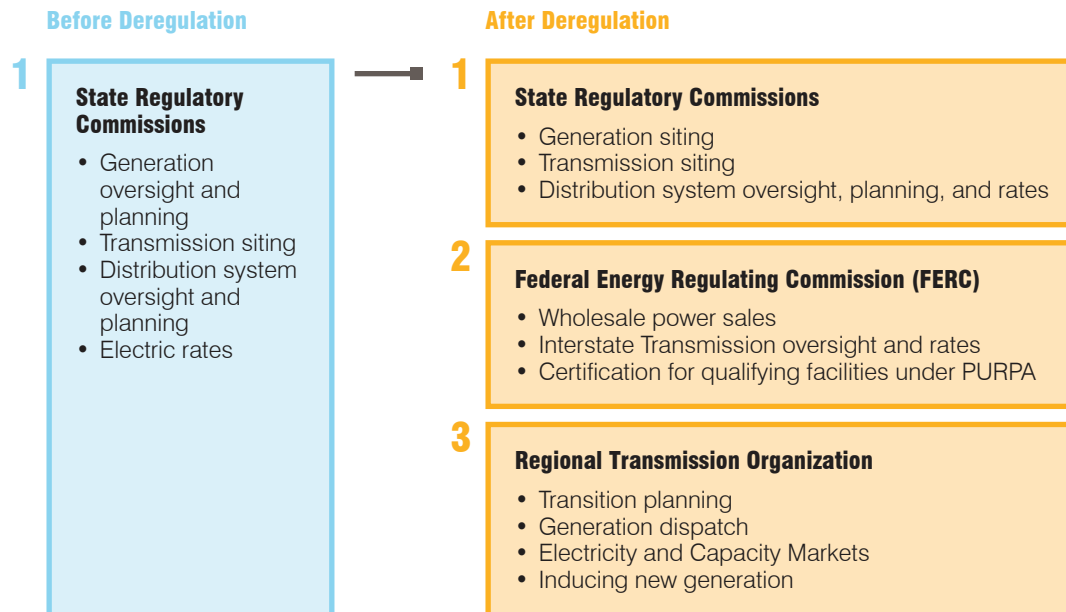 Before Deregulation
1
State Regulatory
Commissions
• Generation
oversight and
planning
• Transmission siting
• Distribution system
oversight and
planning
• Electric rates
After Deregulation
1
State Regulatory Commissions
• Generation siting
• Transmission siting
• Distribution system oversight, planning, and rates
2
Federal Energy Regulating Commission (FERC)
• Wholesale power sales
• Interstate Transmission oversight and rates
• Certification for qualifying facilities under PURPA
3
Regional Transmission Organization
• Transition planning
• Generation dispatch
• Electricity and Capacity Markets
• Inducing new generation